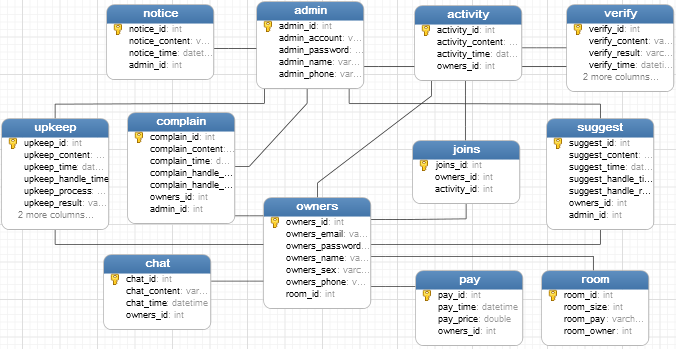 notice
notice_id: int
notice_content: v...
notice_time: datet...
admin_id: int
admin
admin_id: int
admin_account: v...
admin_password: ...
admin_name: var...
admin_phone: var...
activity
activity_id: int
activity_content: ...
activity_time: dat...
owners_id: int
verify
verify_id: int
verify_content: va...
verify_result: varc...
verify_time: dateti...
2 more columns...
upkeep
upkeep_id: int
upkeep_content: ...
upkeep_time: dat...
upkeep_handle_time...
upkeep_process: ...
upkeep_result: va...
2 more columns...
complain
complain_id: int
complain_content: ...
complain_time: d...
complain_handle_...
complain_handle_...
owners_id: int
admin_id: int
joins
joins_id: int
owners_id: int
activity_id: int
suggest
suggest_id: int
suggest_content: ...
suggest_time: dat...
suggest_handle_ti...
suggest_handle_r...
owners_id: int
admin_id: int
owners
owners_id: int
owners_email: va...
owners_password...
owners_name: va...
owners_sex: varc...
owners_phone: v...
room_id: int
chat
chat_id: int
chat_content: var...
chat_time: datetime
owners_id: int
pay
pay_id: int
pay_time: datetime
pay_price: double
owners_id: int
room
room_id: int
room_size: int
room_pay: varch...
room_owner: int